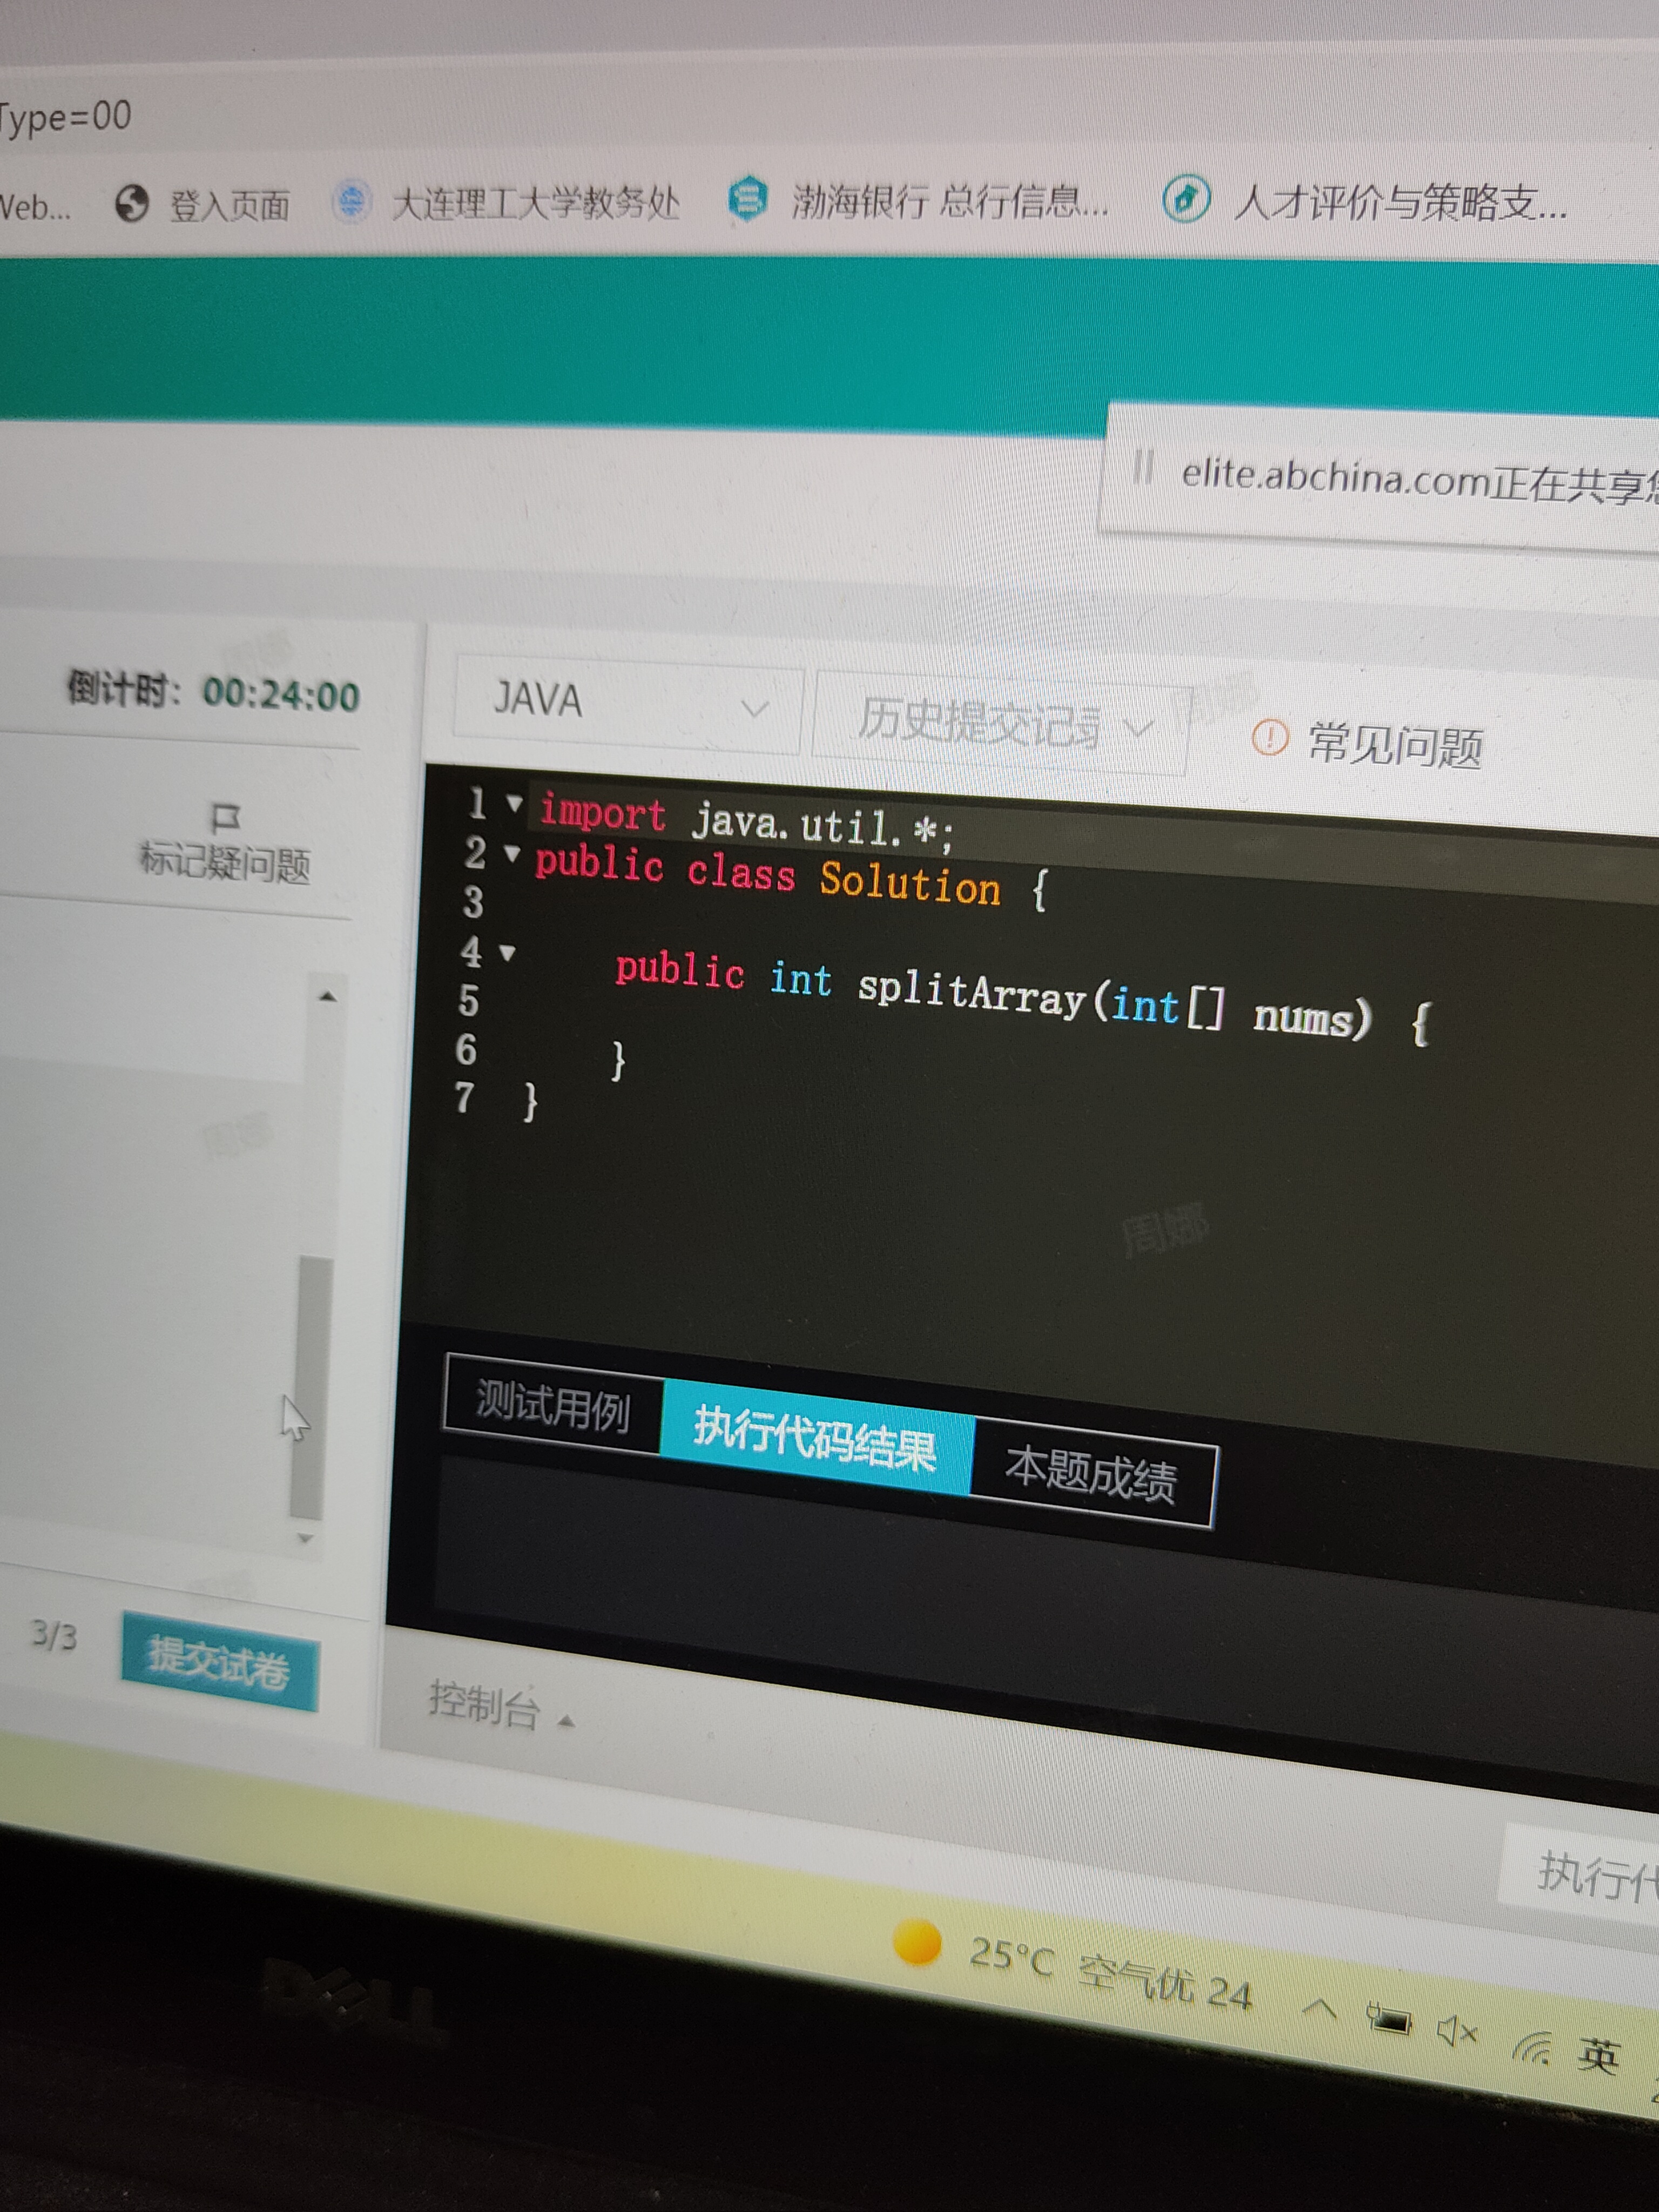 Type=00
Web... 登入页面 大连理工大学教务处 渤海银行 总行信息... 人才评价与策略支...
elite.abchina.com正在共享您
倒计时：00:24:00
JAVA 历史提交记录 常见问题
标记疑问题
1 import java.util.*;
2 public class Solution {
3
4 public int splitArray(int[] nums) {
5
6 }
7 }
周娜
测试用例 执行代码结果 本题成绩
3/3 提交试卷
控制台
执行代
25°C 空气优 24 英
DELL